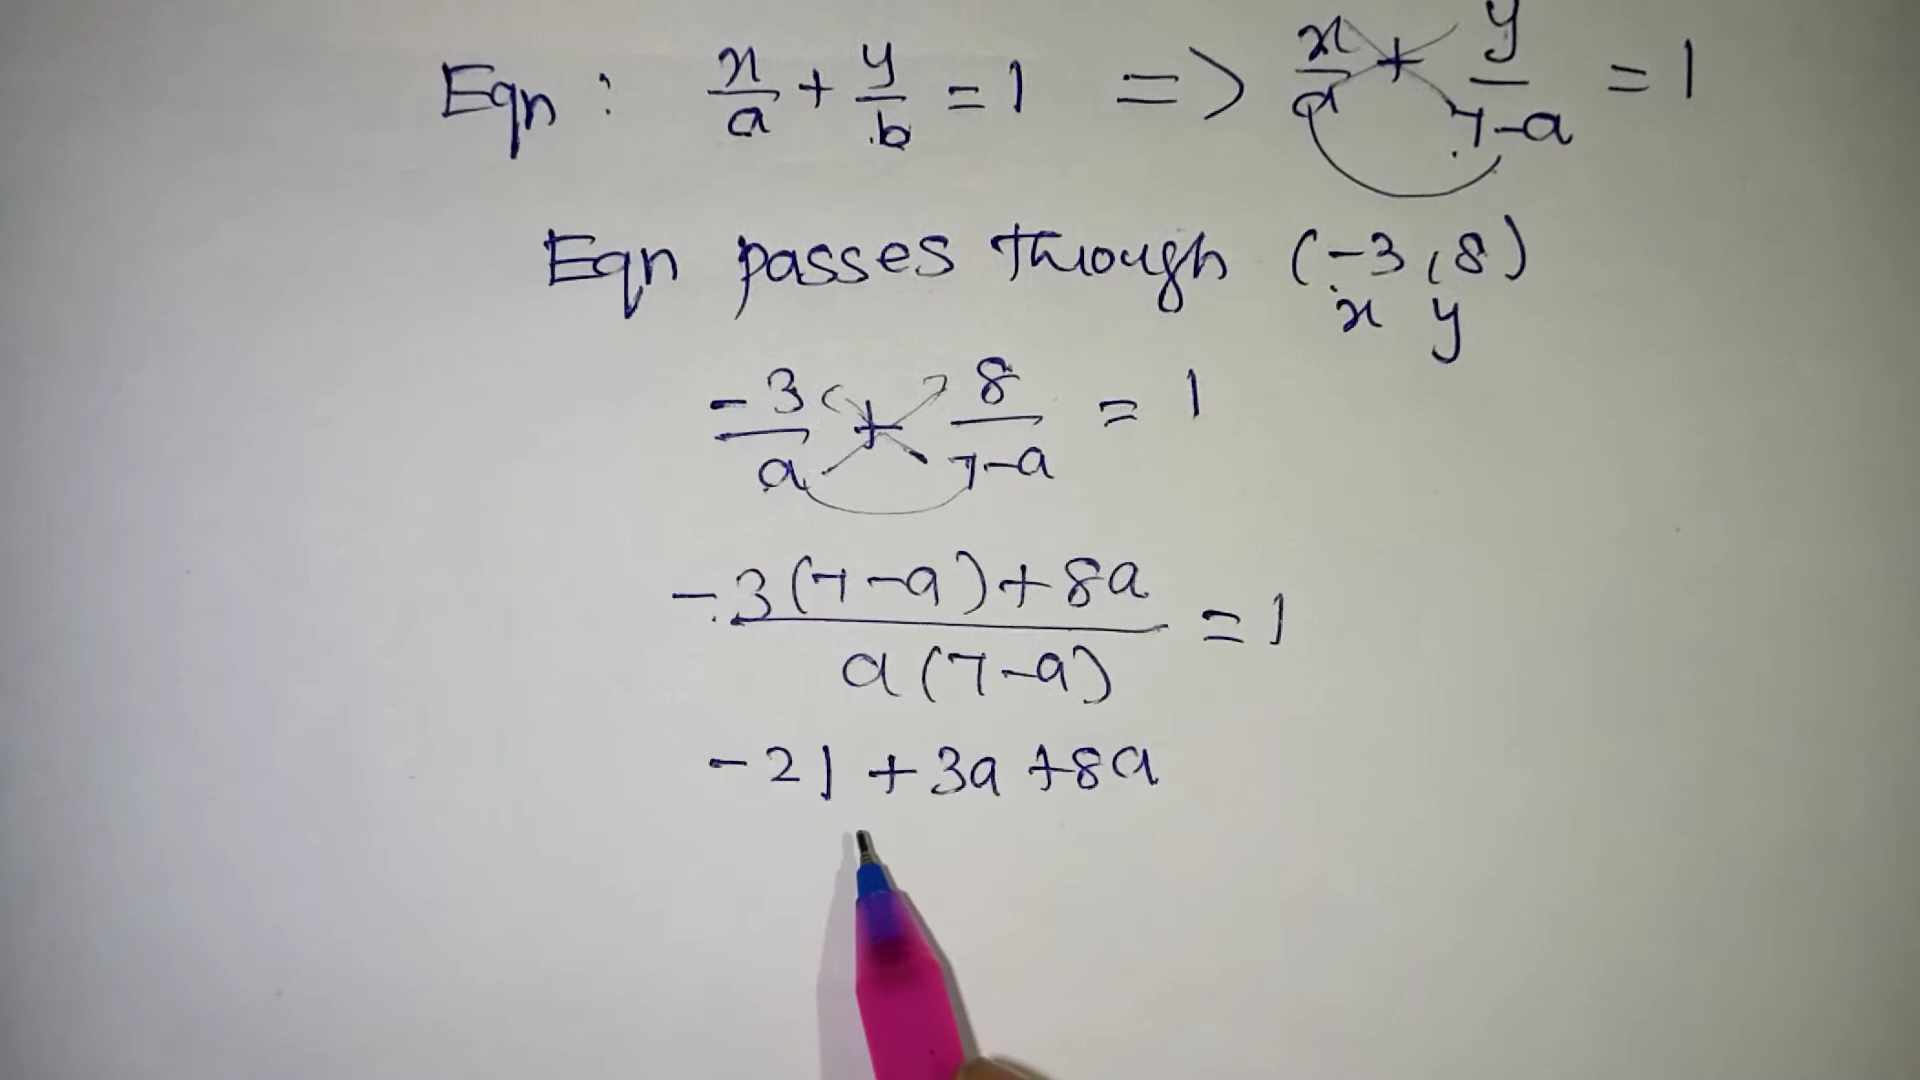 Eqn : x/a + y/b = 1 => x/a + y/7-a = 1
Eqn passes through (-3, 8)
x y
-3/a + 8/7-a = 1
-3(7-a)+8a/a(7-a) = 1
-21 + 3a + 8a